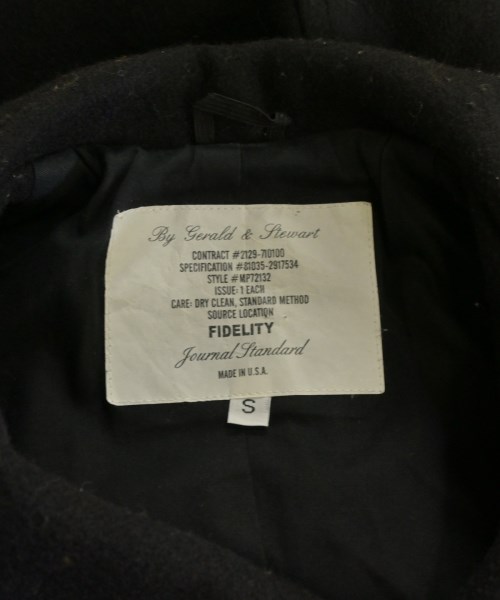 By Gerald & Stewart
CONTRACT #2129-710100
SPECIFICATION #81035-2917534
STYLE #MP72132
ISSUE: 1 EACH
CARE: DRY CLEAN, STANDARD METHOD
SOURCE LOCATION
FIDELITY
Journal Standard
MADE IN U.S.A.
S